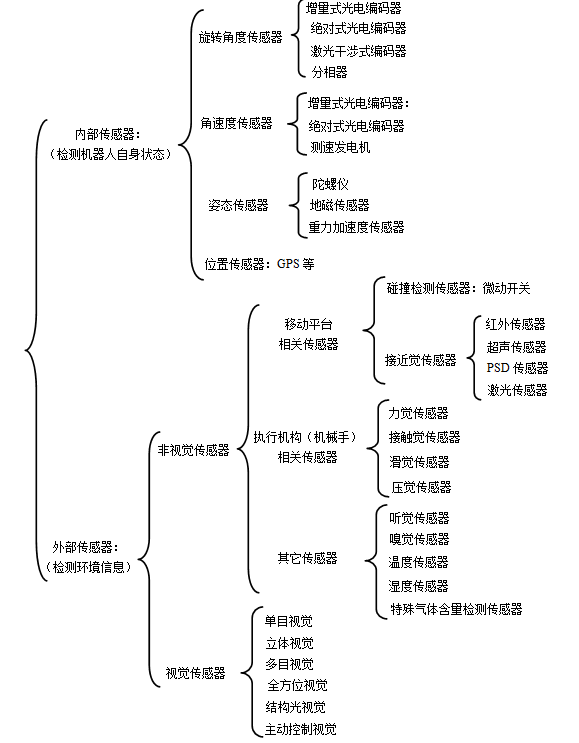 内部传感器：
（检测机器人自身状态）
旋转角度传感器
增量式光电编码器
绝对式光电编码器
激光干涉式编码器
分相器
角速度传感器
增量式光电编码器：
绝对式光电编码器
测速发电机
姿态传感器
陀螺仪
地磁传感器
重力加速度传感器
位置传感器：GPS 等
外部传感器：
（检测环境信息）
非视觉传感器
移动平台
相关传感器
碰撞检测传感器：微动开关
接近觉传感器
红外传感器
超声传感器
PSD 传感器
激光传感器
执行机构（机械手）
相关传感器
力觉传感器
接触觉传感器
滑觉传感器
压觉传感器
其它传感器
听觉传感器
嗅觉传感器
温度传感器
湿度传感器
特殊气体含量检测传感器
视觉传感器
单目视觉
立体视觉
多目视觉
全方位视觉
结构光视觉
主动控制视觉